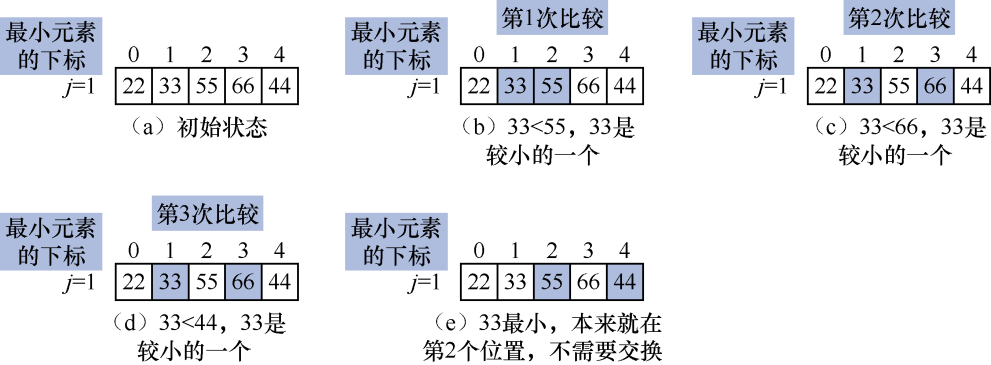 最小元素
的下标
0 1 2 3 4
j=1 22 33 55 66 44
（a）初始状态
第1次比较
最小元素
的下标
0 1 2 3 4
j=1 22 33 55 66 44
（b）33<55，33是
较小的一个
第2次比较
最小元素
的下标
0 1 2 3 4
j=1 22 33 55 66 44
（c）33<66，33是
较小的一个
第3次比较
最小元素
的下标
0 1 2 3 4
j=1 22 33 55 66 44
（d）33<44，33是
较小的一个
最小元素
的下标
0 1 2 3 4
j=1 22 33 55 66 44
（e）33最小，本来就在
第2个位置，不需要交换